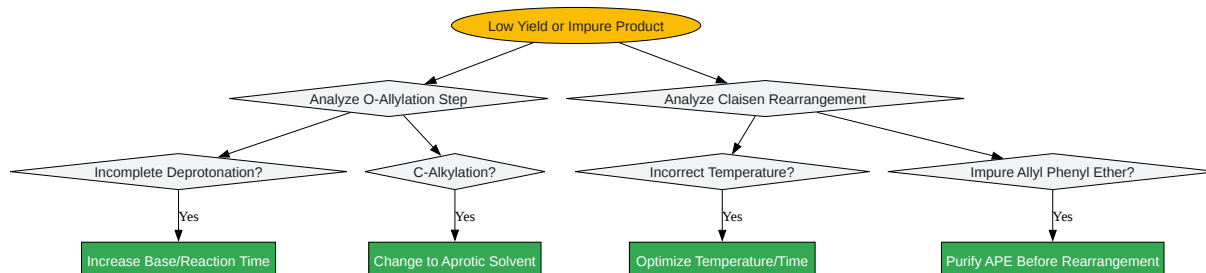 Low Yield or Impure Product
Analyze O-Allylation Step
Analyze Claisen Rearrangement
Incomplete Deprotonation?
C-Alkylation?
Incorrect Temperature?
Impure Allyl Phenyl Ether?
Yes
Yes
Yes
Yes
Increase Base/Reaction Time
Change to Aprotic Solvent
Optimize Temperature/Time
Purify APE Before Rearrangement